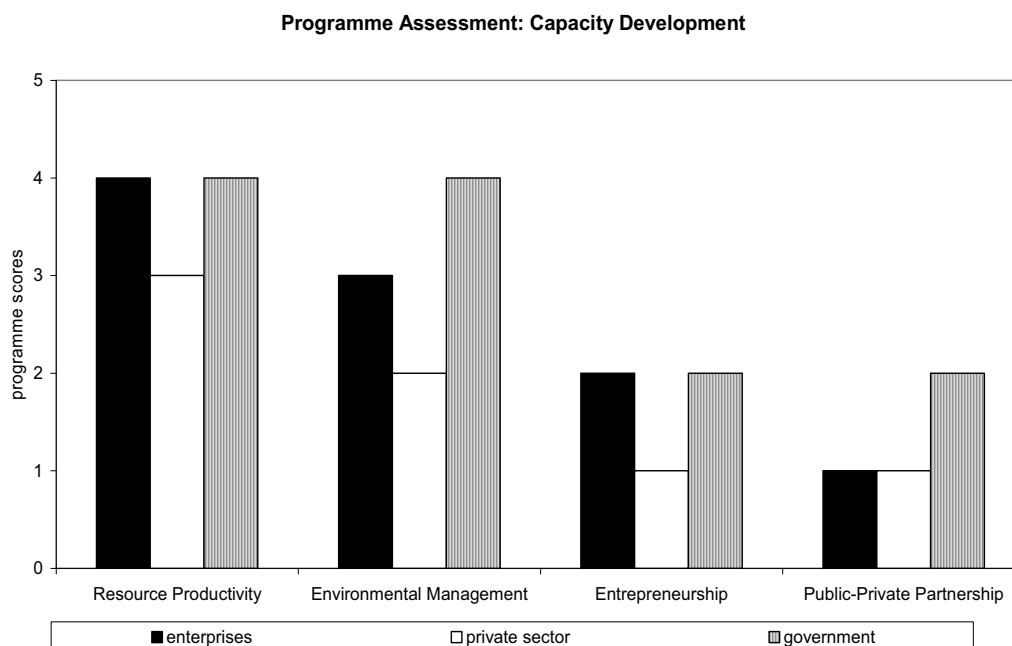 Programme Assessment: Capacity Development
5
4
3
2
1
0
programme scores
Resource Productivity Environmental Management Entrepreneurship Public-Private Partnership
enterprises private sector government